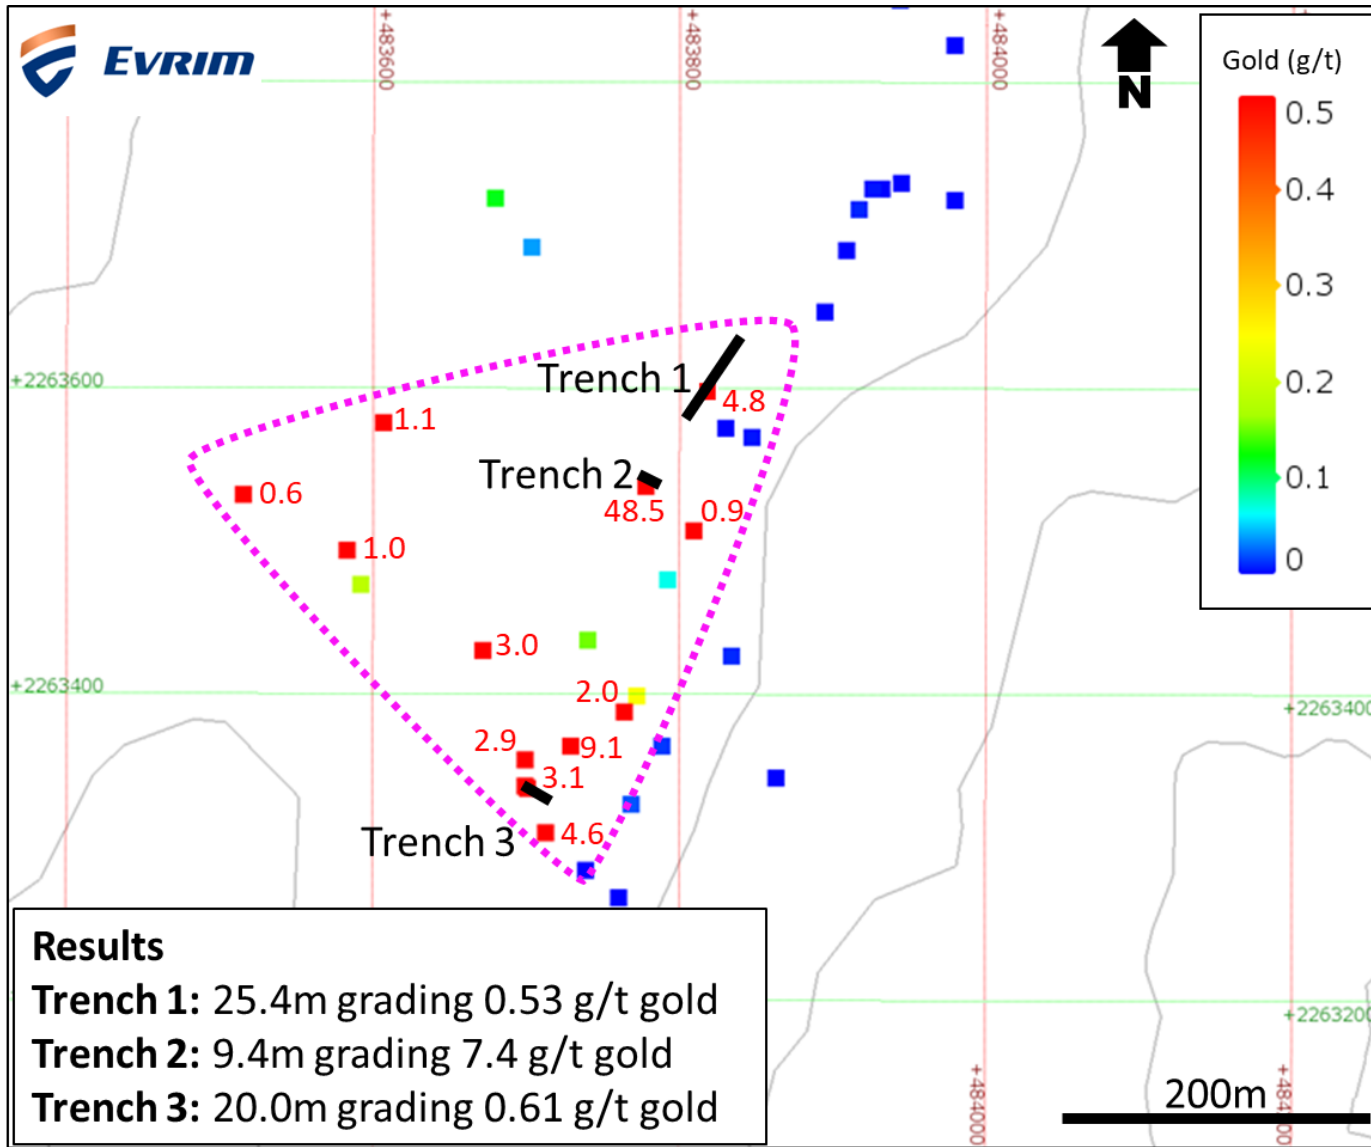 EVRIM
+483600
+483800
+484000
N
Gold (g/t)
0.5
0.4
0.3
0.2
0.1
0
+2263600
Trench 1
4.8
1.1
Trench 2
48.5
0.9
0.6
1.0
3.0
+2263400
2.0
+2263400
2.9
9.1
3.1
Trench 3
4.6
Results
Trench 1: 25.4m grading 0.53 g/t gold
Trench 2: 9.4m grading 7.4 g/t gold
Trench 3: 20.0m grading 0.61 g/t gold
+2263200
+484000
200m